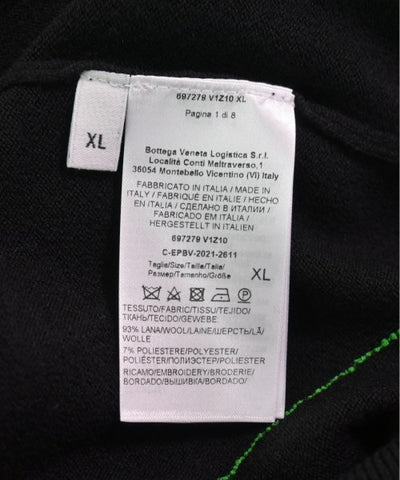 XL
697279 V1Z10 XL
Pagina 1 di 8
Bottega Veneta Logistica S.r.l.
Località Conti Maltraverso,1
36054 Montebello Vicentino (VI) Italy
FABBRICATO IN ITALIA / MADE IN
ITALY / FABRIQUÉ EN ITALIE / HECHO
EN ITALIA / СДЕЛАНО В ИТАЛИИ /
FABRICADO EM ITÁLIA /
HERGESTELLT IN ITALIEN
697279 V1Z10
C-EPBV-2021-2611
Taglia/Size/Taille/Talla/
Размер/Tamanho/Größe
XL
TESSUTO/FABRIC/TISSU/TEJIDO/
ТКАНЬ/TECIDO/GEWEBE
93% LANA/WOOL/LAINE/ШЕРСТЬ/LÃ/
WOLLE
7% POLIESTERE/POLYESTER/
POLIÉSTER/ПОЛИЭСТЕР/POLYESTER
RICAMO/EMBROIDERY/BRODERIE/
BORDADO/ВЫШИВКА/BORDADO/